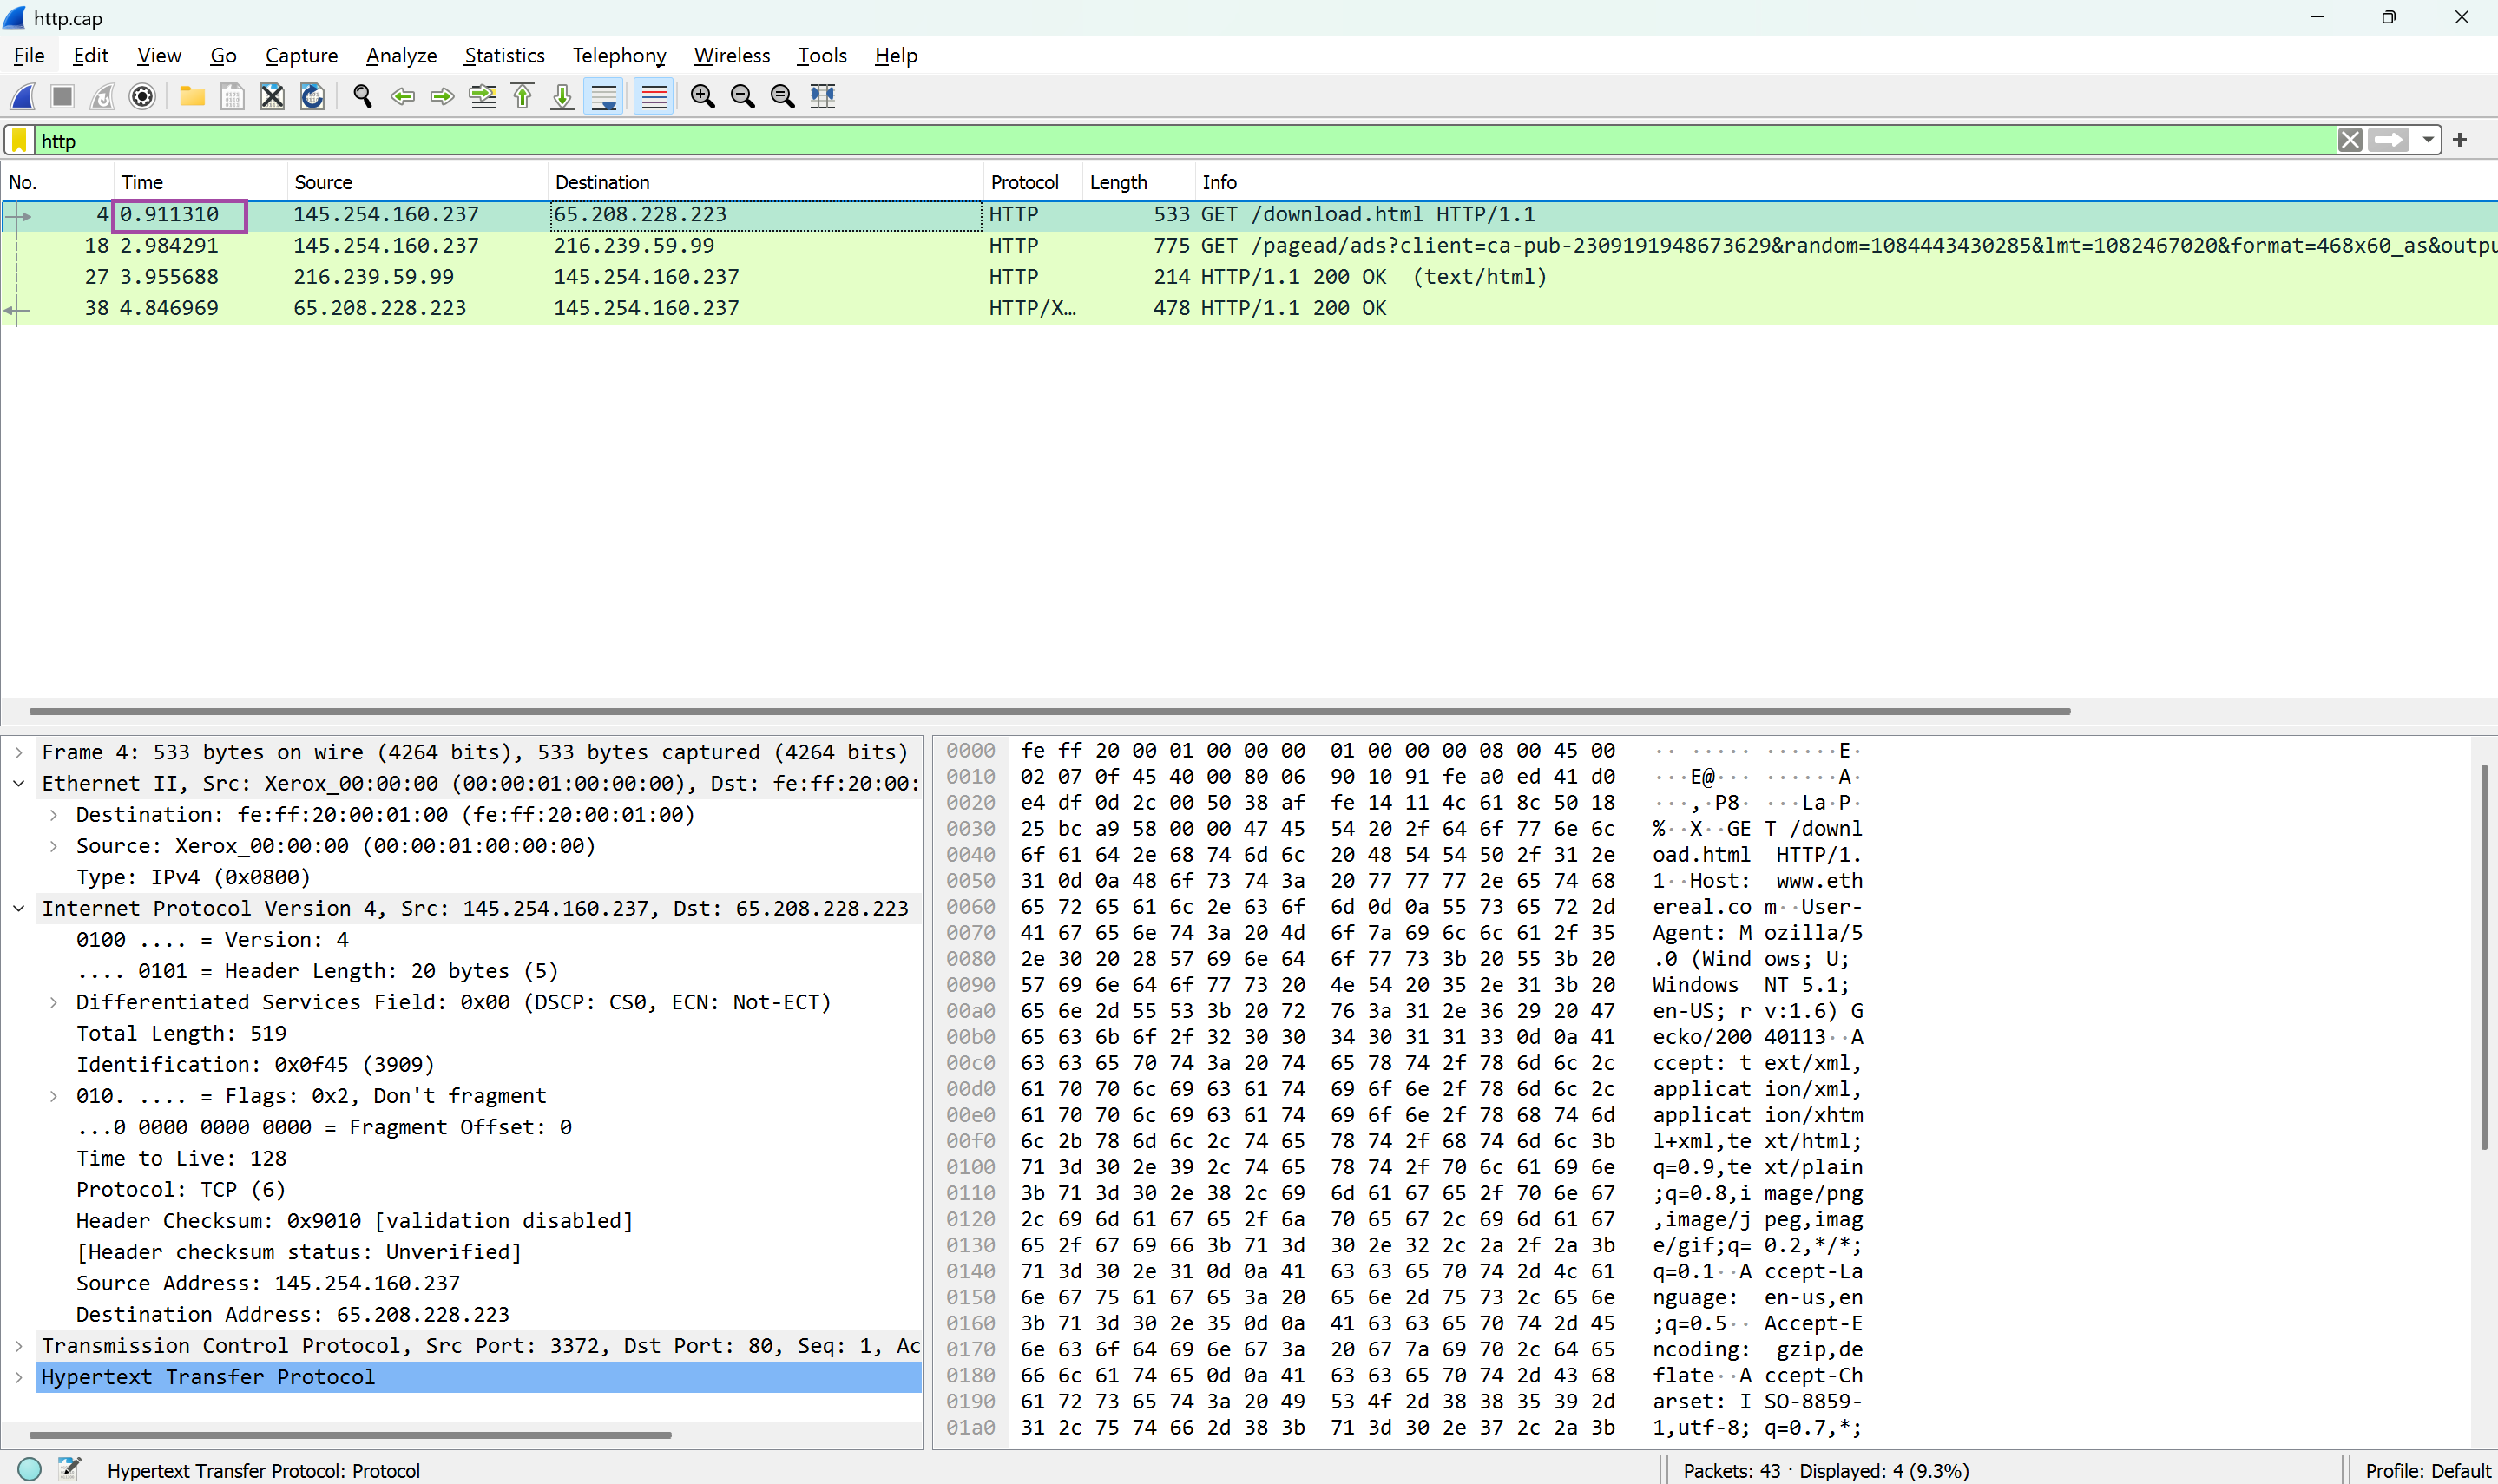 http.cap
File Edit View Go Capture Analyze Statistics Telephony Wireless Tools Help
http
No. Time Source Destination Protocol Length Info
4 0.911310 145.254.160.237 65.208.228.223 HTTP 533 GET /download.html HTTP/1.1
18 2.984291 145.254.160.237 216.239.59.99 HTTP 775 GET /pagead/ads?client=ca-pub-2309191948673629&random=1084443430285&lmt=1082467020&format=468x60_as&outpu
27 3.955688 216.239.59.99 145.254.160.237 HTTP 214 HTTP/1.1 200 OK  (text/html)
38 4.846969 65.208.228.223 145.254.160.237 HTTP/X… 478 HTTP/1.1 200 OK
Frame 4: 533 bytes on wire (4264 bits), 533 bytes captured (4264 bits)
Ethernet II, Src: Xerox_00:00:00 (00:00:01:00:00:00), Dst: fe:ff:20:00:
Destination: fe:ff:20:00:01:00 (fe:ff:20:00:01:00)
Source: Xerox_00:00:00 (00:00:01:00:00:00)
Type: IPv4 (0x0800)
Internet Protocol Version 4, Src: 145.254.160.237, Dst: 65.208.228.223
0100 .... = Version: 4
.... 0101 = Header Length: 20 bytes (5)
Differentiated Services Field: 0x00 (DSCP: CS0, ECN: Not-ECT)
Total Length: 519
Identification: 0x0f45 (3909)
010. .... = Flags: 0x2, Don't fragment
...0 0000 0000 0000 = Fragment Offset: 0
Time to Live: 128
Protocol: TCP (6)
Header Checksum: 0x9010 [validation disabled]
[Header checksum status: Unverified]
Source Address: 145.254.160.237
Destination Address: 65.208.228.223
Transmission Control Protocol, Src Port: 3372, Dst Port: 80, Seq: 1, Ac
Hypertext Transfer Protocol
0000 fe ff 20 00 01 00 00 00 01 00 00 00 08 00 45 00 ·· ····· ······E·
0010 02 07 0f 45 40 00 80 06 90 10 91 fe a0 ed 41 d0 ···E@··· ······A·
0020 e4 df 0d 2c 00 50 38 af fe 14 11 4c 61 8c 50 18 ···,·P8· ···La·P·
0030 25 bc a9 58 00 00 47 45 54 20 2f 64 6f 77 6e 6c %··X··GE T /downl
0040 6f 61 64 2e 68 74 6d 6c 20 48 54 54 50 2f 31 2e oad.html HTTP/1.
0050 31 0d 0a 48 6f 73 74 3a 20 77 77 77 2e 65 74 68 1··Host: www.eth
0060 65 72 65 61 6c 2e 63 6f 6d 0d 0a 55 73 65 72 2d ereal.co m··User-
0070 41 67 65 6e 74 3a 20 4d 6f 7a 69 6c 6c 61 2f 35 Agent: M ozilla/5
0080 2e 30 20 28 57 69 6e 64 6f 77 73 3b 20 55 3b 20 .0 (Wind ows; U;
0090 57 69 6e 64 6f 77 73 20 4e 54 20 35 2e 31 3b 20 Windows NT 5.1;
00a0 65 6e 2d 55 53 3b 20 72 76 3a 31 2e 36 29 20 47 en-US; r v:1.6) G
00b0 65 63 6b 6f 2f 32 30 30 34 30 31 31 33 0d 0a 41 ecko/200 40113··A
00c0 63 63 65 70 74 3a 20 74 65 78 74 2f 78 6d 6c 2c ccept: t ext/xml,
00d0 61 70 70 6c 69 63 61 74 69 6f 6e 2f 78 6d 6c 2c applicat ion/xml,
00e0 61 70 70 6c 69 63 61 74 69 6f 6e 2f 78 68 74 6d applicat ion/xhtm
00f0 6c 2b 78 6d 6c 2c 74 65 78 74 2f 68 74 6d 6c 3b l+xml,te xt/html;
0100 71 3d 30 2e 39 2c 74 65 78 74 2f 70 6c 61 69 6e q=0.9,te xt/plain
0110 3b 71 3d 30 2e 38 2c 69 6d 61 67 65 2f 70 6e 67 ;q=0.8,i mage/png
0120 2c 69 6d 61 67 65 2f 6a 70 65 67 2c 69 6d 61 67 ,image/j peg,imag
0130 65 2f 67 69 66 3b 71 3d 30 2e 32 2c 2a 2f 2a 3b e/gif;q= 0.2,*/*;
0140 71 3d 30 2e 31 0d 0a 41 63 63 65 70 74 2d 4c 61 q=0.1··A ccept-La
0150 6e 67 75 61 67 65 3a 20 65 6e 2d 75 73 2c 65 6e nguage: en-us,en
0160 3b 71 3d 30 2e 35 0d 0a 41 63 63 65 70 74 2d 45 ;q=0.5·· Accept-E
0170 6e 63 6f 64 69 6e 67 3a 20 67 7a 69 70 2c 64 65 ncoding: gzip,de
0180 66 6c 61 74 65 0d 0a 41 63 63 65 70 74 2d 43 68 flate··A ccept-Ch
0190 61 72 73 65 74 3a 20 49 53 4f 2d 38 38 35 39 2d arset: I SO-8859-
01a0 31 2c 75 74 66 2d 38 3b 71 3d 30 2e 37 2c 2a 3b 1,utf-8; q=0.7,*;
Hypertext Transfer Protocol: Protocol
Packets: 43 · Displayed: 4 (9.3%)
Profile: Default